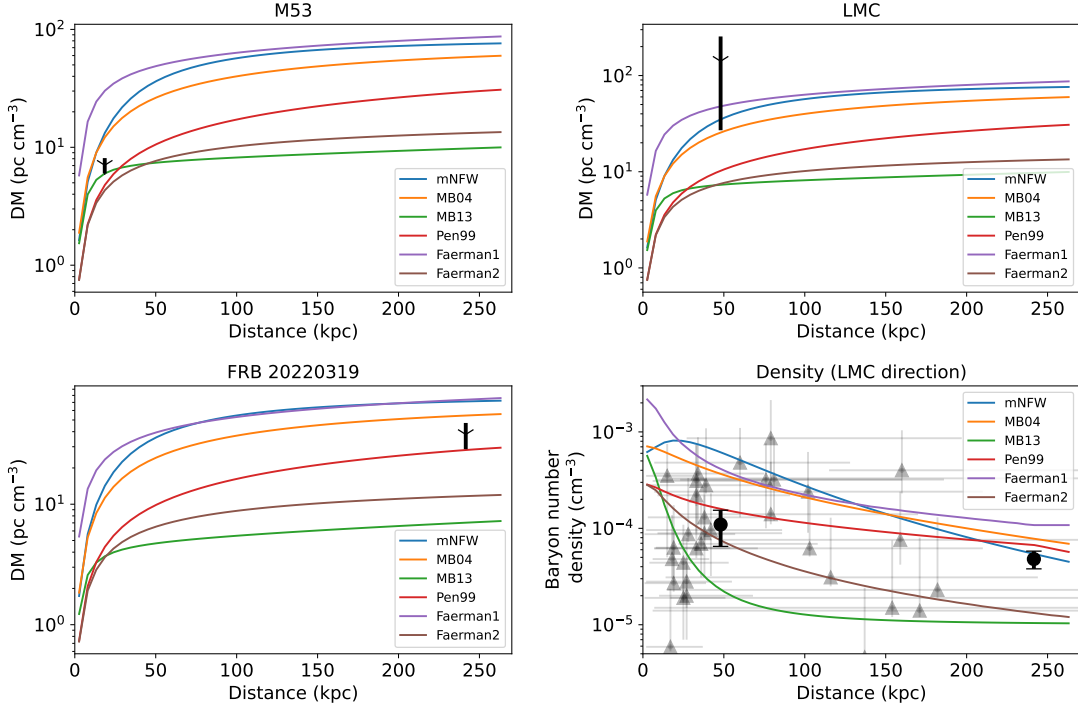 M53
DM (pc cm⁻³)
10²
10¹
10⁰
mNFW
MB04
MB13
Pen99
Faerman1
Faerman2
0 50 100 150 200 250
Distance (kpc)
LMC
DM (pc cm⁻³)
10²
10¹
10⁰
mNFW
MB04
MB13
Pen99
Faerman1
Faerman2
0 50 100 150 200 250
Distance (kpc)
FRB 20220319
DM (pc cm⁻³)
10¹
10⁰
mNFW
MB04
MB13
Pen99
Faerman1
Faerman2
0 50 100 150 200 250
Distance (kpc)
Density (LMC direction)
Baryon number
density (cm⁻³)
10⁻³
10⁻⁴
10⁻⁵
mNFW
MB04
MB13
Pen99
Faerman1
Faerman2
0 50 100 150 200 250
Distance (kpc)